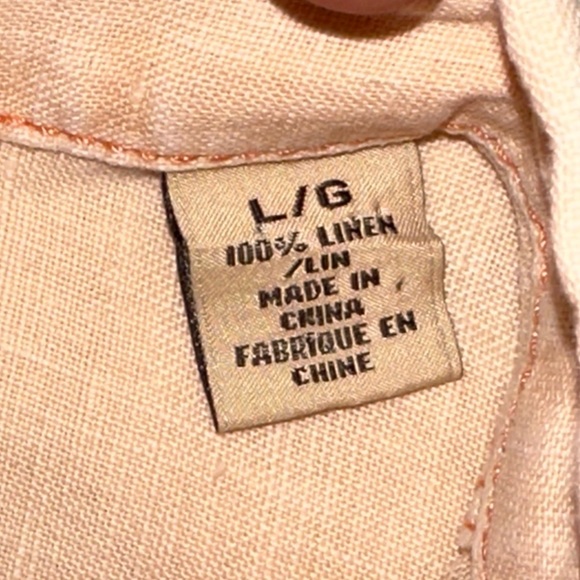 L/G
100% LINEN
/LIN
MADE IN
CHINA
FABRIQUE EN
CHINE